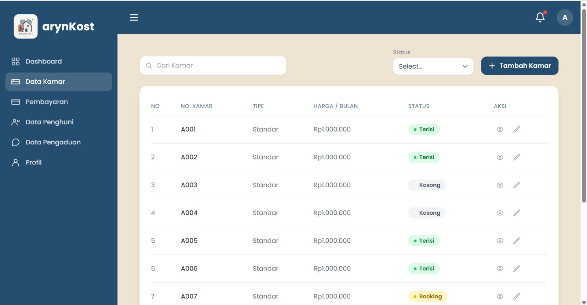 arynKost
A
Dashboard
Data Kamar
Pembayaran
Data Penghuni
Data Pengaduan
Profil
Status
Cari Kamar
Select...
+ Tambah Kamar
NO NO. KAMAR TIPE HARGA / BULAN STATUS AKSI
1 A001 Standar Rp1.000.000 Terisi
2 A002 Standar Rp1.000.000 Terisi
3 A003 Standar Rp1.000.000 Kosong
4 A004 Standar Rp1.000.000 Kosong
5 A005 Standar Rp1.000.000 Terisi
6 A006 Standar Rp1.000.000 Terisi
7 A007 Standar Rp1.000.000 Booking